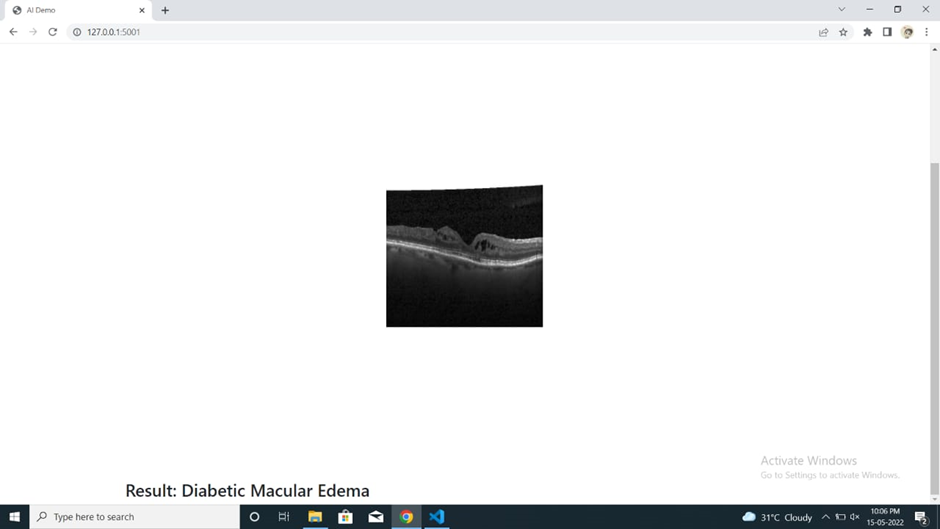 AI Demo
127.0.0.1:5001
Result: Diabetic Macular Edema
Activate Windows
Go to Settings to activate Windows.
Type here to search
31°C Cloudy
10:06 PM
15-05-2022
2